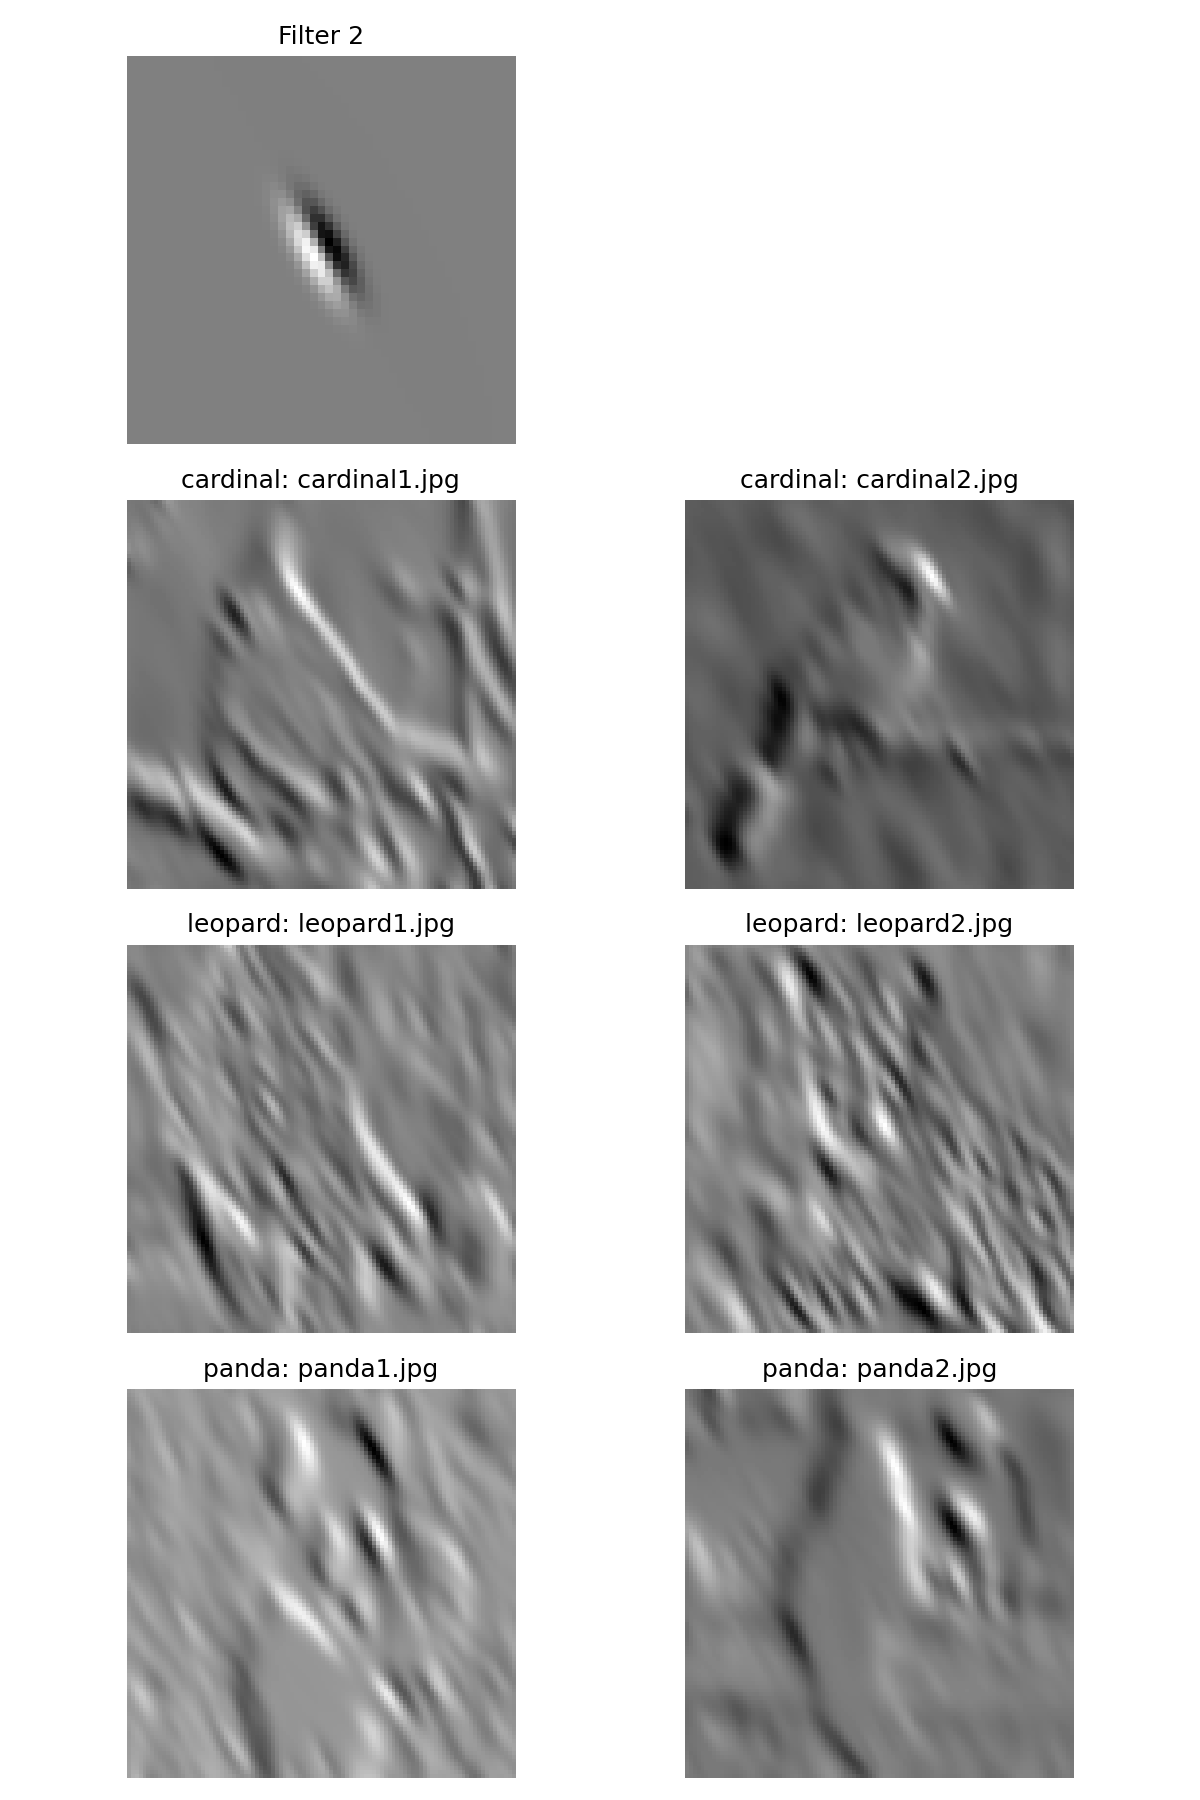 Filter 2
cardinal: cardinal1.jpg
cardinal: cardinal2.jpg
leopard: leopard1.jpg
leopard: leopard2.jpg
panda: panda1.jpg
panda: panda2.jpg